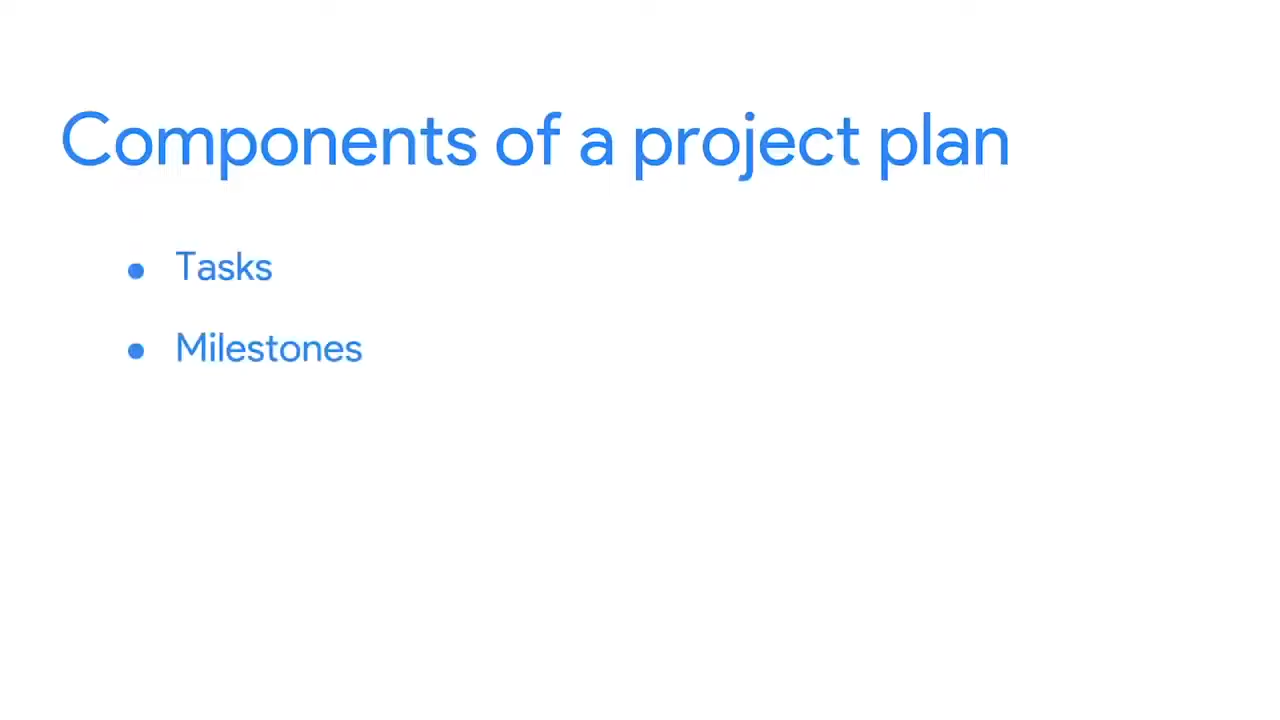 Components of a project plan
• Tasks
• Milestones